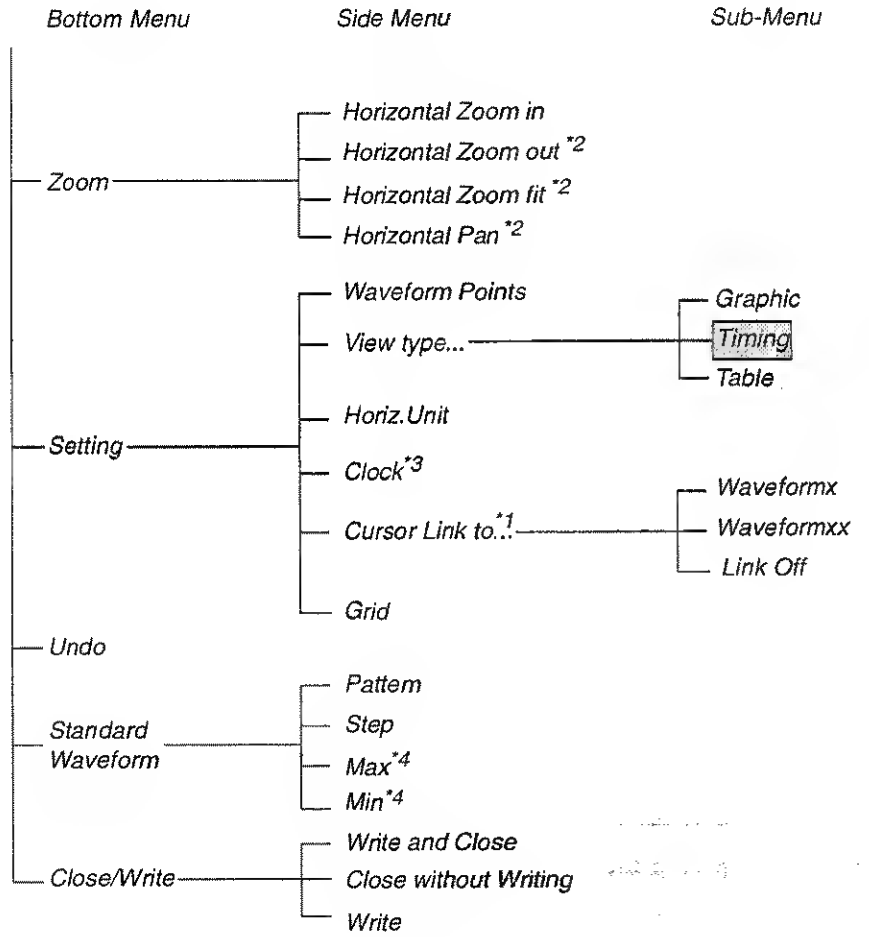 Bottom Menu Side Menu Sub-Menu
Zoom
Horizontal Zoom in
Horizontal Zoom out *2
Horizontal Zoom fit *2
Horizontal Pan *2
Setting
Waveform Points
View type...
Graphic
Timing
Table
Horiz.Unit
Clock*3
Cursor Link to...*1
Waveformx
Waveformxx
Link Off
Grid
Undo
Standard
Waveform
Pattern
Step
Max*4
Min*4
Close/Write
Write and Close
Close without Writing
Write